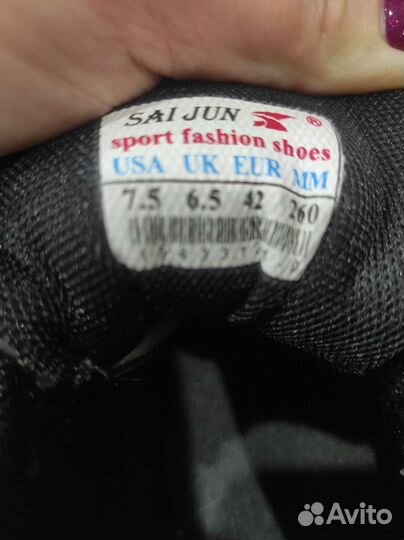 SAI JUN ®
sport fashion shoes
USA UK EUR MM
7.5 6.5 42 260
Avito